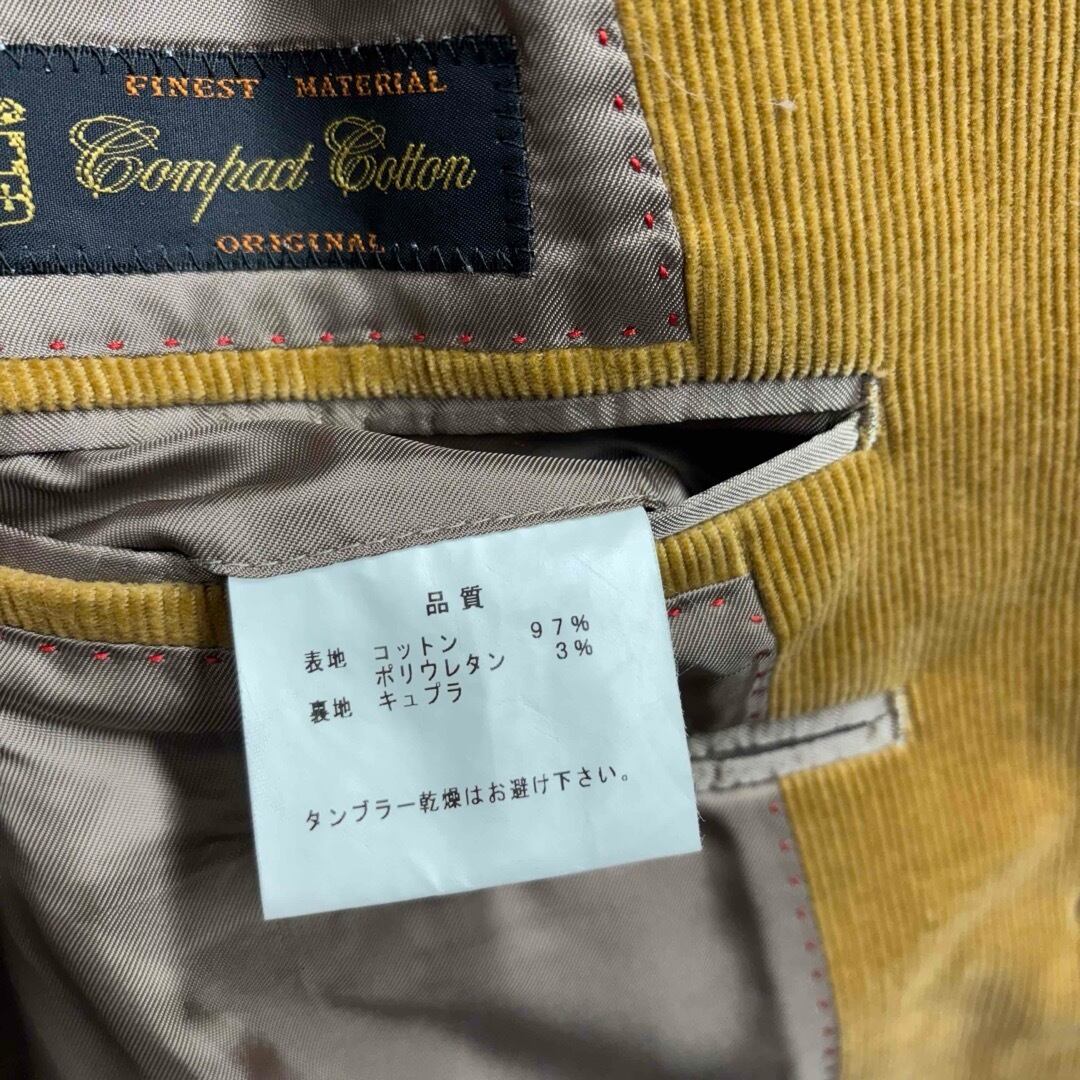 FINEST MATERIAL
Compact Cotton
ORIGINAL
品質
表地 コットン 97%
ポリウレタン 3%
裏地 キュプラ
タンブラー乾燥はお避け下さい。